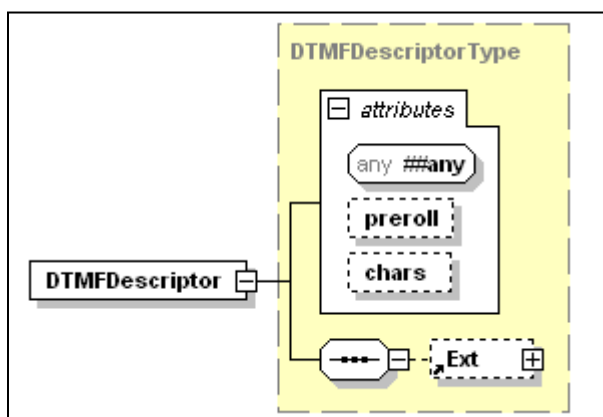 DTMFDescriptorType
attributes
any ##any
preroll
chars
DTMFDescriptor
Ext